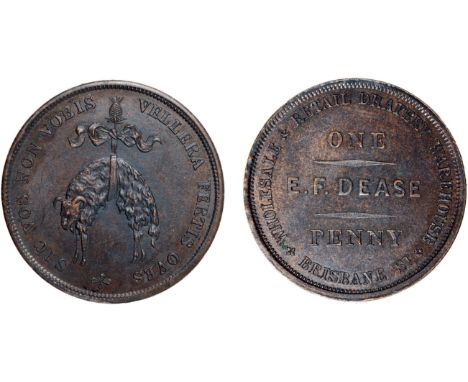 SIC VOS NON VOBIS VELLERA FERTIS OVES
WHOLESALE & RETAIL DRAPERY WAREHOUSE
ONE
E.F. DEASE
PENNY
BRISBANE ST.